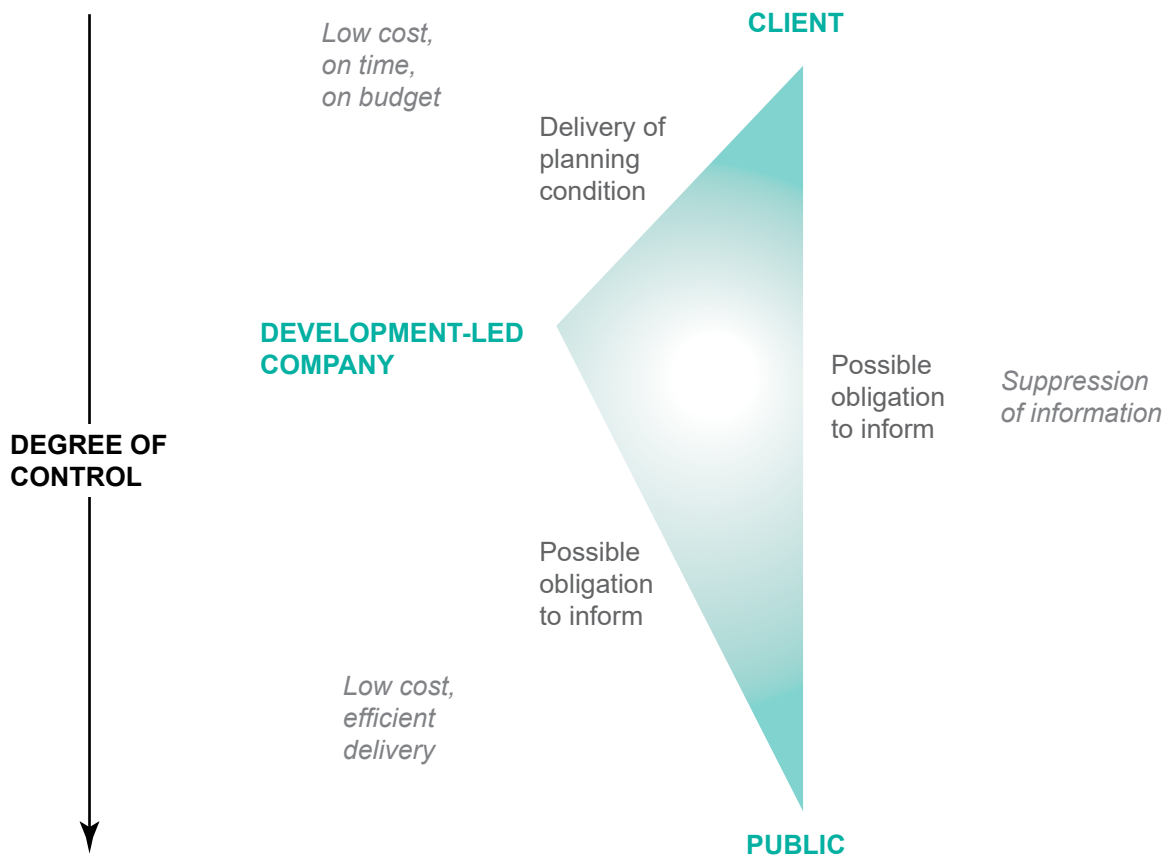 CLIENT
Low cost,
on time,
on budget
Delivery of
planning
condition
DEVELOPMENT-LED
COMPANY
Possible
obligation
to inform
Suppression
of information
DEGREE OF
CONTROL
Possible
obligation
to inform
Low cost,
efficient
delivery
PUBLIC